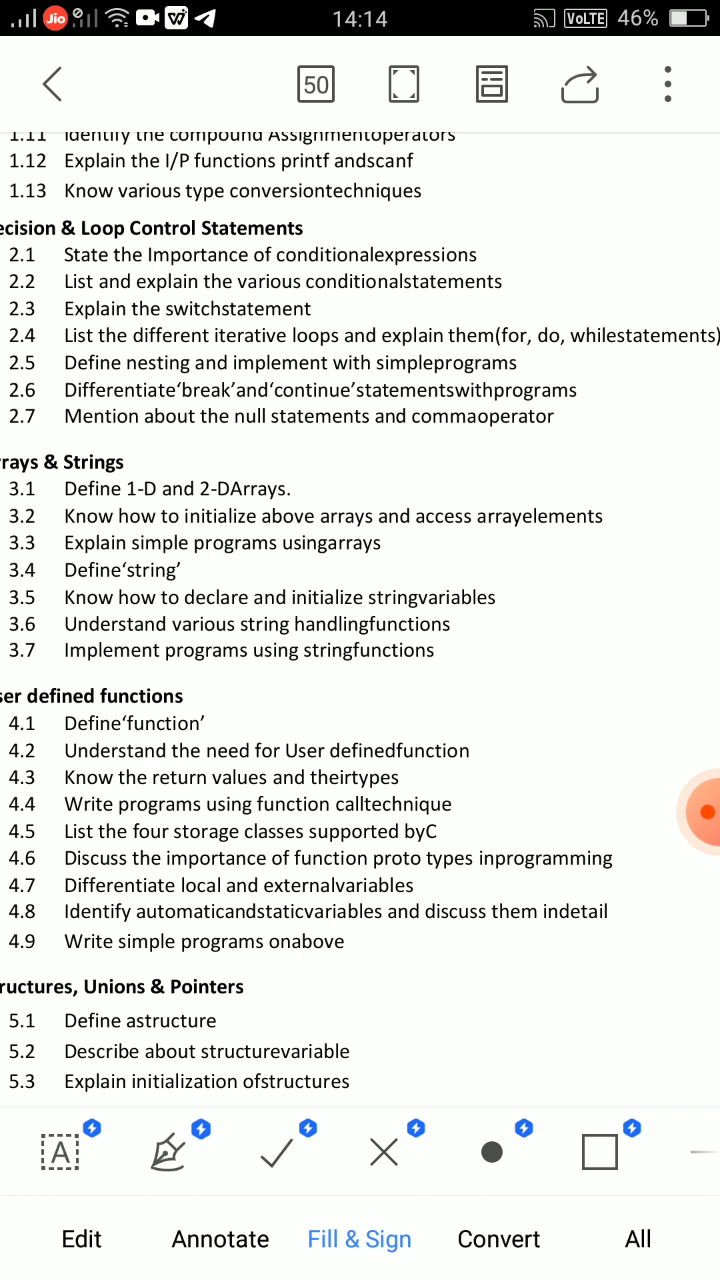 Jio 14:14 VoLTE 46%
50
1.11 Identify the compound Assignmentoperators
1.12 Explain the I/P functions printf andscanf
1.13 Know various type conversiontechniques
ecision & Loop Control Statements
2.1 State the Importance of conditionalexpressions
2.2 List and explain the various conditionalstatements
2.3 Explain the switchstatement
2.4 List the different iterative loops and explain them(for, do, whilestatements)
2.5 Define nesting and implement with simpleprograms
2.6 Differentiate‘break’and‘continue’statementswithprograms
2.7 Mention about the null statements and commaoperator
rrays & Strings
3.1 Define 1-D and 2-DArrays.
3.2 Know how to initialize above arrays and access arrayelements
3.3 Explain simple programs usingarrays
3.4 Define‘string’
3.5 Know how to declare and initialize stringvariables
3.6 Understand various string handlingfunctions
3.7 Implement programs using stringfunctions
ser defined functions
4.1 Define‘function’
4.2 Understand the need for User definedfunction
4.3 Know the return values and theirtypes
4.4 Write programs using function calltechnique
4.5 List the four storage classes supported byC
4.6 Discuss the importance of function proto types inprogramming
4.7 Differentiate local and externalvariables
4.8 Identify automaticandstaticvariables and discuss them indetail
4.9 Write simple programs onabove
ructures, Unions & Pointers
5.1 Define astructure
5.2 Describe about structurevariable
5.3 Explain initialization ofstructures
A
Edit Annotate Fill & Sign Convert All